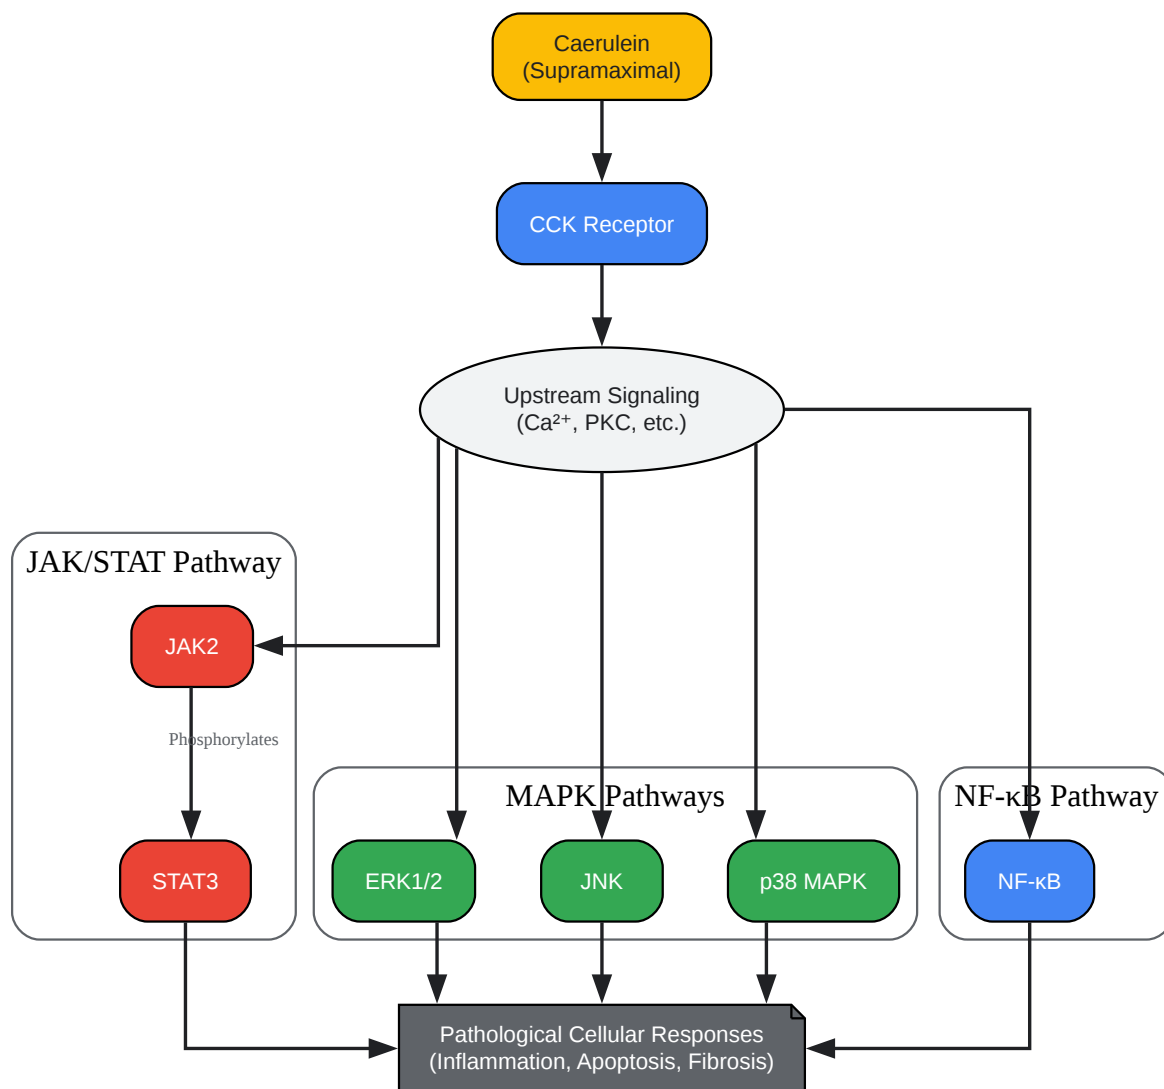 Caerulein
(Supramaximal)
CCK Receptor
Upstream Signaling
(Ca²⁺, PKC, etc.)
JAK/STAT Pathway
JAK2
Phosphorylates
STAT3
MAPK Pathways
ERK1/2
JNK
p38 MAPK
NF-κB Pathway
NF-κB
Pathological Cellular Responses
(Inflammation, Apoptosis, Fibrosis)